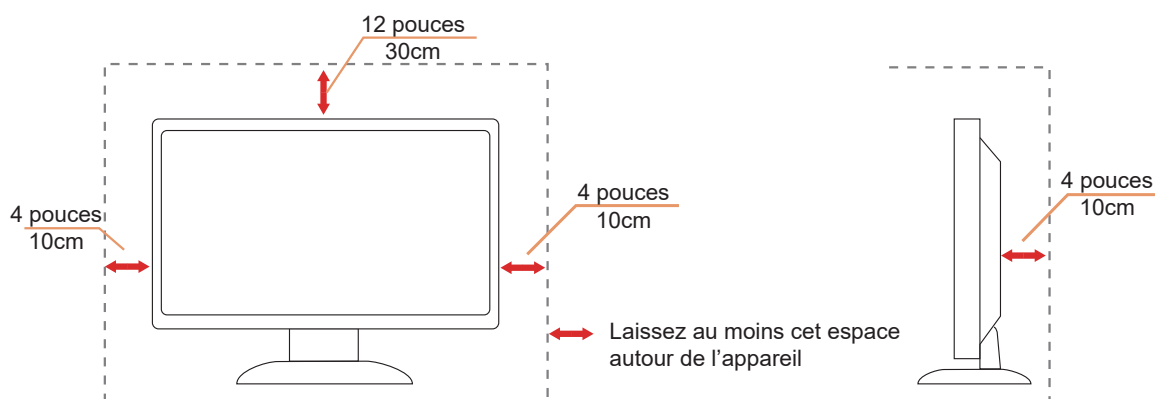 12 pouces
30cm
4 pouces
10cm
4 pouces
10cm
4 pouces
10cm
Laissez au moins cet espace
autour de l’appareil